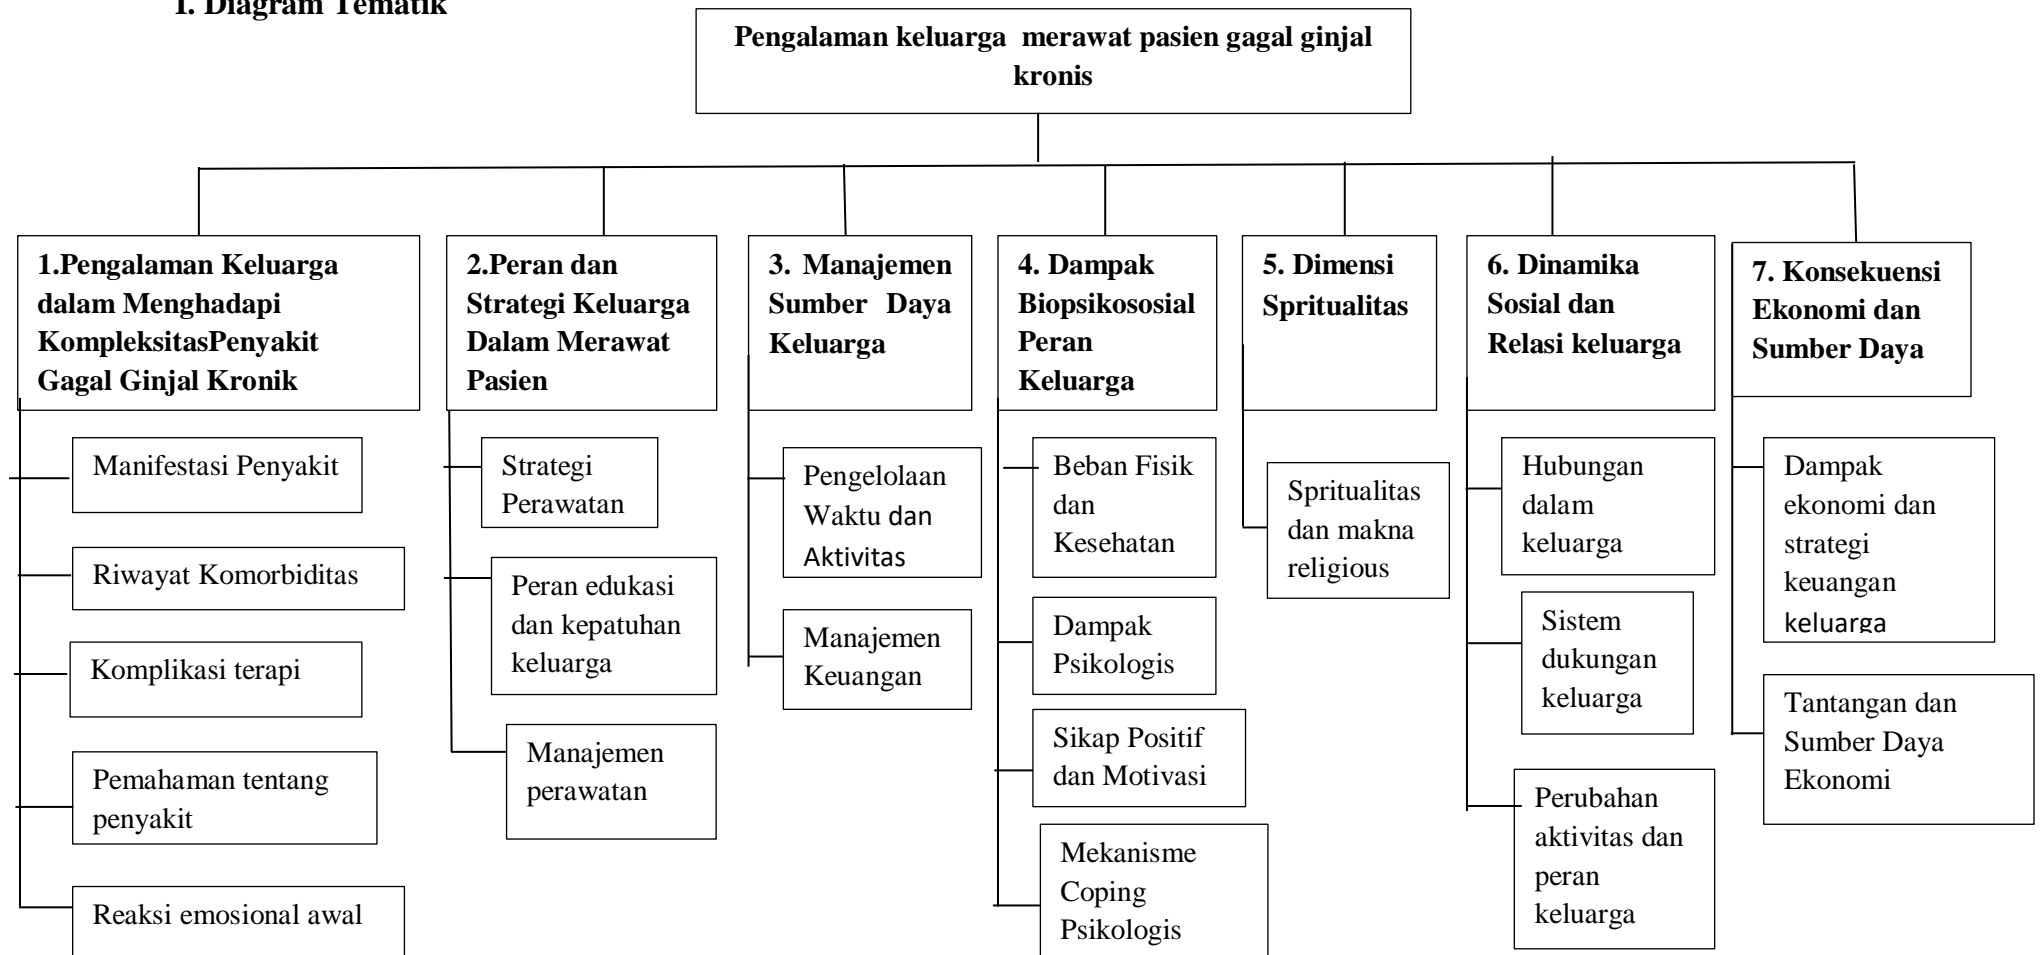 1. Diagram Tematik
Pengalaman keluarga merawat pasien gagal ginjal
kronis
1.Pengalaman Keluarga
dalam Menghadapi
KompleksitasPenyakit
Gagal Ginjal Kronik
Manifestasi Penyakit
Riwayat Komorbiditas
Komplikasi terapi
Pemahaman tentang
penyakit
Reaksi emosional awal
2.Peran dan
Strategi Keluarga
Dalam Merawat
Pasien
Strategi
Perawatan
Peran edukasi
dan kepatuhan
keluarga
Manajemen
perawatan
3. Manajemen
Sumber Daya
Keluarga
Pengelolaan
Waktu dan
Aktivitas
Manajemen
Keuangan
4. Dampak
Biopsikososial
Peran
Keluarga
Beban Fisik
dan
Kesehatan
Dampak
Psikologis
Sikap Positif
dan Motivasi
Mekanisme
Coping
Psikologis
5. Dimensi
Spritualitas
Spritualitas
dan makna
religious
6. Dinamika
Sosial dan
Relasi keluarga
Hubungan
dalam
keluarga
Sistem
dukungan
keluarga
Perubahan
aktivitas dan
peran
keluarga
7. Konsekuensi
Ekonomi dan
Sumber Daya
Dampak
ekonomi dan
strategi
keuangan
keluarga
Tantangan dan
Sumber Daya
Ekonomi